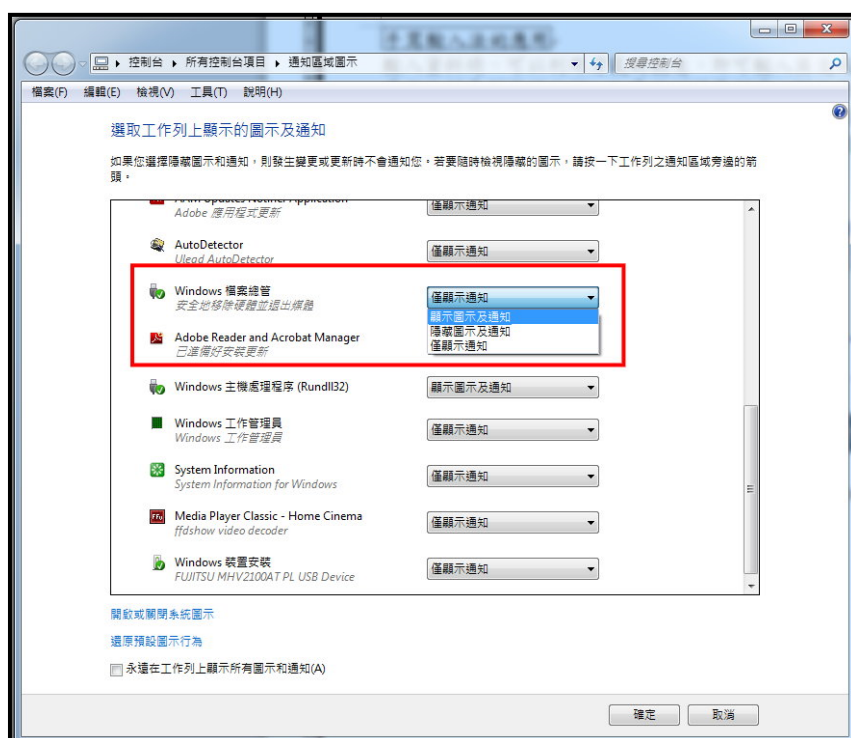 控制台 ▸ 所有控制台項目 ▸ 通知區域圖示
搜尋控制台
檔案(F) 編輯(E) 檢視(V) 工具(T) 說明(H)
選取工作列上顯示的圖示及通知
如果您選擇隱藏圖示和通知，則發生變更或更新時不會通知您。若要隨時檢視隱藏的圖示，請按一下工作列之通知區域旁邊的箭
頭。
僅顯示通知
Adobe 應用程式更新
AutoDetector
僅顯示通知
Ulead AutoDetector
Windows 檔案總管
僅顯示通知
安全地移除硬體並退出媒體
顯示圖示及通知
隱藏圖示及通知
僅顯示通知
Adobe Reader and Acrobat Manager
已準備好安裝更新
Windows 主機處理程序 (Rundll32)
顯示圖示及通知
Windows 工作管理員
僅顯示通知
Windows 工作管理員
System Information
僅顯示通知
System Information for Windows
Media Player Classic - Home Cinema
僅顯示通知
ffdshow video decoder
Windows 裝置安裝
僅顯示通知
FUJITSU MHV2100AT PL USB Device
開啟或關閉系統圖示
還原預設圖示行為
永遠在工作列上顯示所有圖示和通知(A)
確定
取消